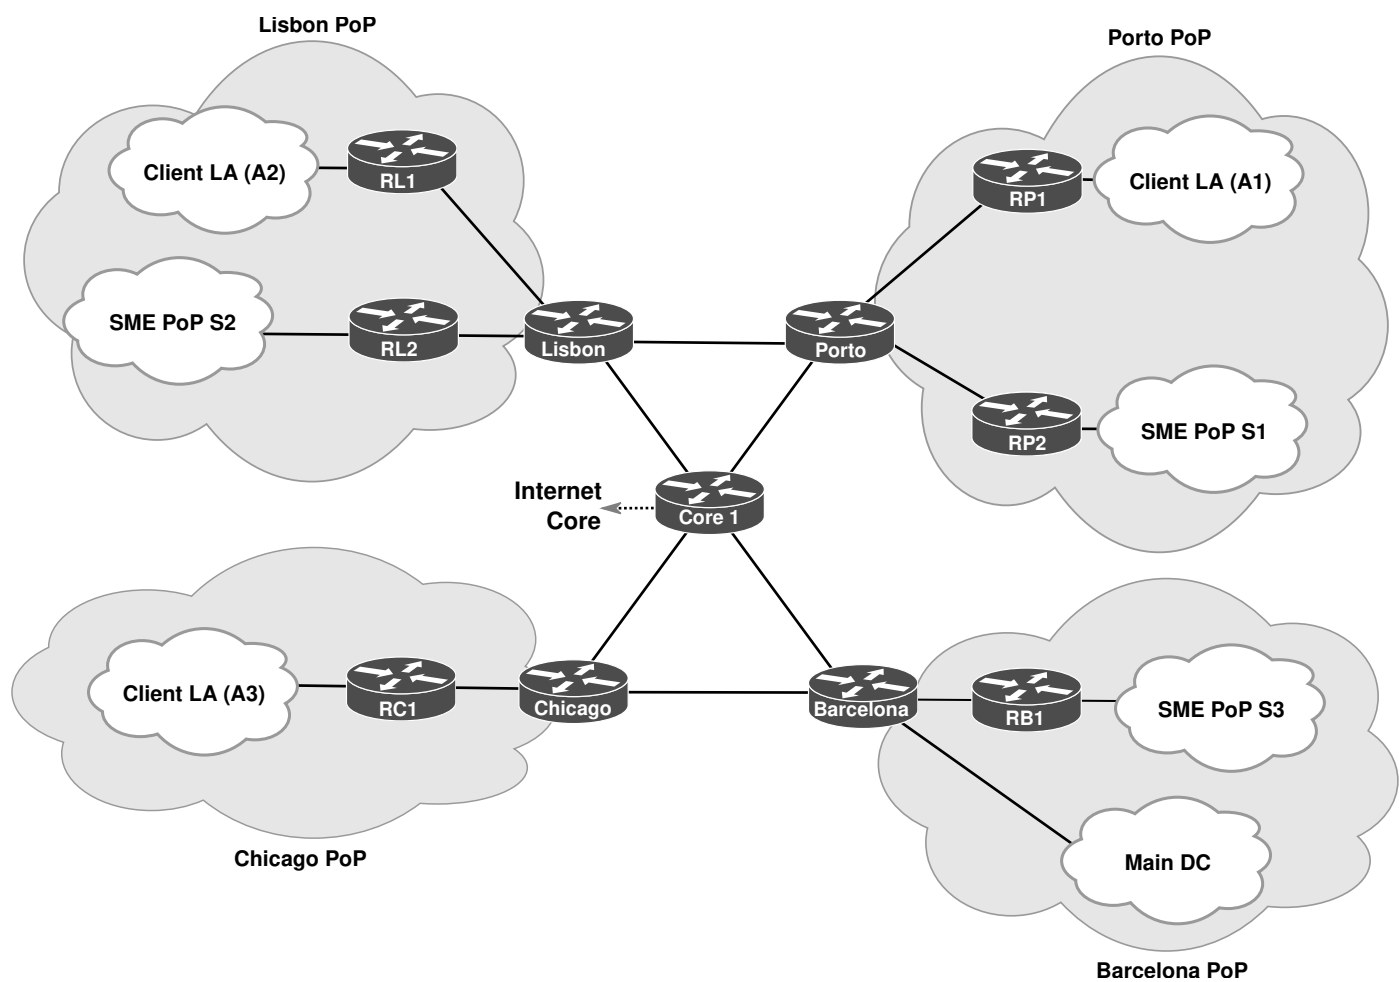 Lisbon PoP
Porto PoP
Client LA (A2)
RL1
RP1
Client LA (A1)
SME PoP S2
RL2
Lisbon
Porto
RP2
SME PoP S1
Internet
Core
Core 1
Client LA (A3)
RC1
Chicago
Barcelona
RB1
SME PoP S3
Main DC
Chicago PoP
Barcelona PoP